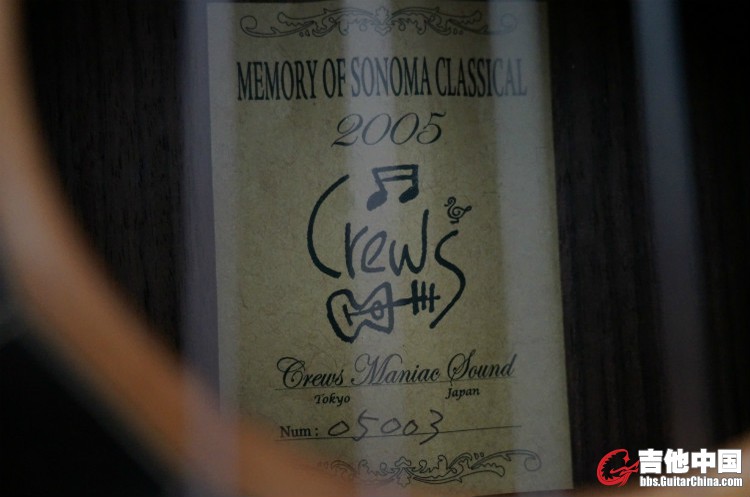 MEMORY OF SONOMA CLASSICAL
2005
Crew's
Crews Maniac Sound
Tokyo Japan
Num : 05003
吉他中国
bbs.GuitarChina.com